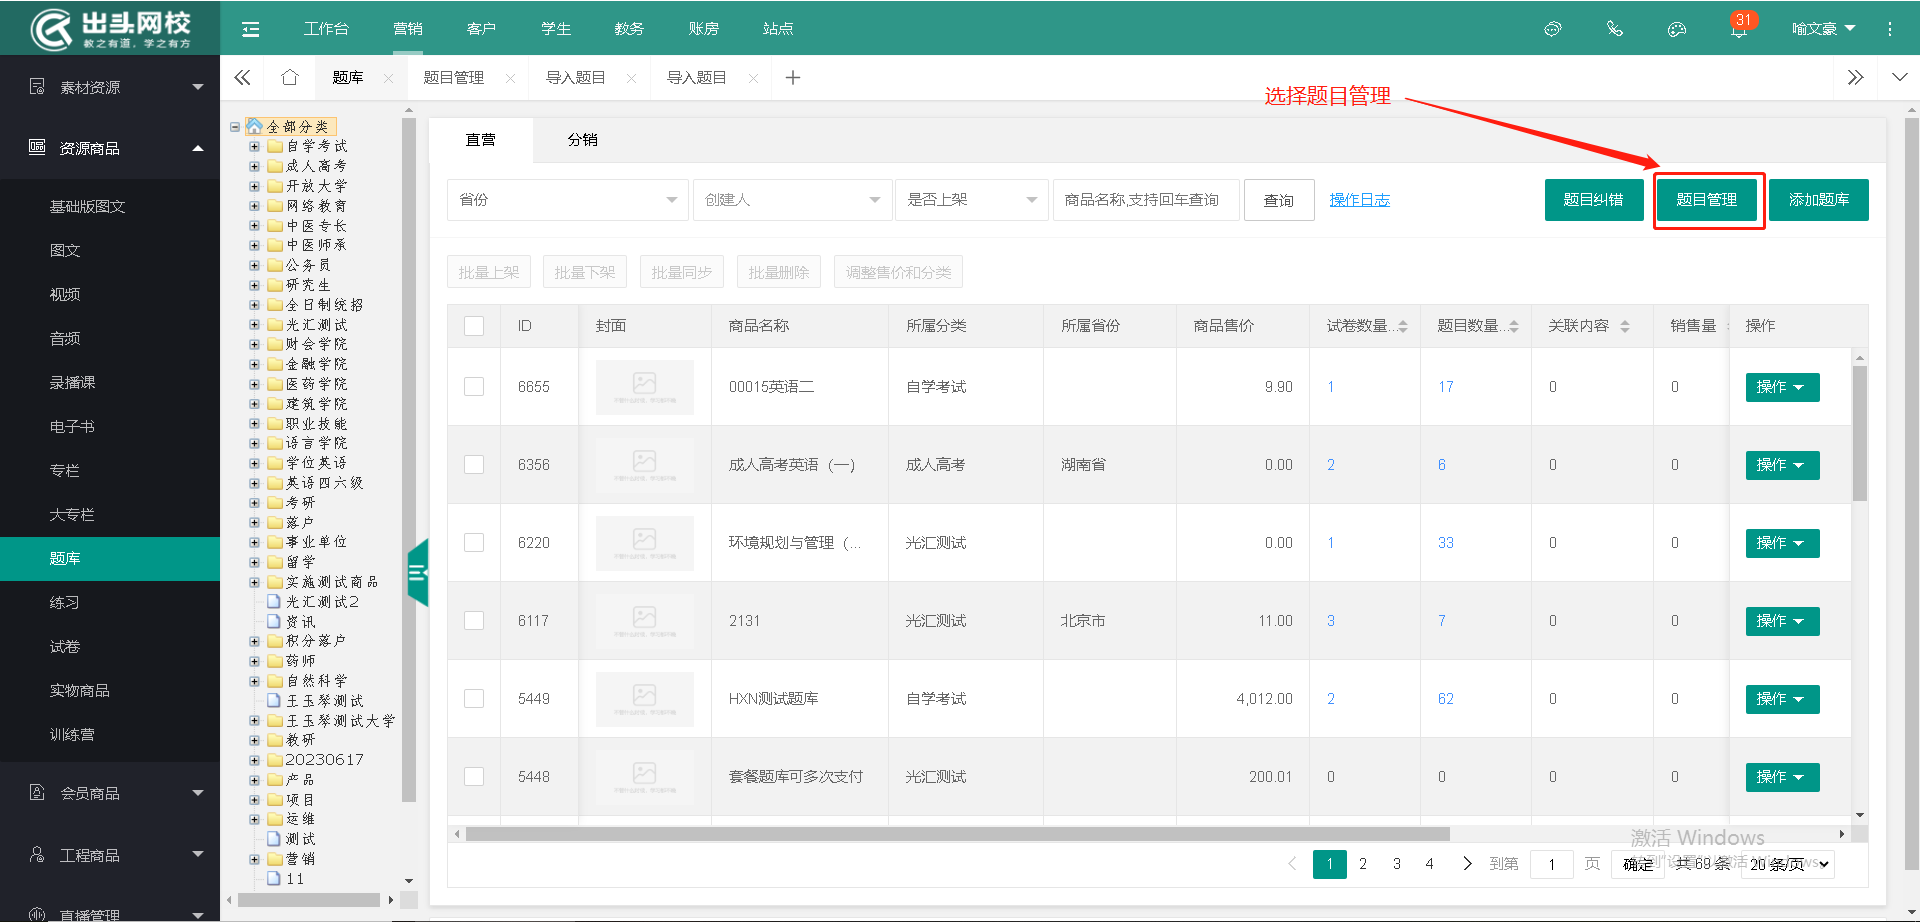 出头网校
教之有道，学之有方
工作台
营销
客户
学生
教务
账房
站点
31
喻文豪
素材资源
资源商品
基础版图文
图文
视频
音频
录播课
电子书
专栏
大专栏
题库
练习
试卷
实物商品
训练营
会员商品
工程商品
直播管理
题库
题目管理
导入题目
导入题目
选择题目管理
全部分类
自学考试
成人高考
开放大学
网络教育
中医专长
中医师承
公务员
研究生
全日制统招
光汇测试
财会学院
金融学院
医药学院
建筑学院
职业技能
语言学院
学位英语
英语四六级
考研
落户
事业单位
留学
实施测试商品
光汇测试2
资讯
积分落户
药师
自然科学
王玉琴测试
王玉琴测试大学
教研
20230617
产品
项目
运维
测试
营销
11
直营
分销
省份
创建人
是否上架
商品名称,支持回车查询
查询
操作日志
题目纠错
题目管理
添加题库
批量上架
批量下架
批量同步
批量删除
调整售价和分类
ID
封面
商品名称
所属分类
所属省份
商品售价
试卷数量...
题目数量...
关联内容
销售量
操作
6655
00015英语二
自学考试
9.90
1
17
0
0
操作
6356
成人高考英语（一）
成人高考
湖南省
0.00
2
6
0
0
操作
6220
环境规划与管理（...
光汇测试
0.00
1
33
0
0
操作
6117
2131
光汇测试
北京市
11.00
3
7
0
0
操作
5449
HXN测试题库
自学考试
4,012.00
2
62
0
0
操作
5448
套餐题库可多次支付
光汇测试
200.01
0
0
0
0
操作
1
2
3
4
到第
1
页
确定
共 69 条
20 条/页
激活 Windows